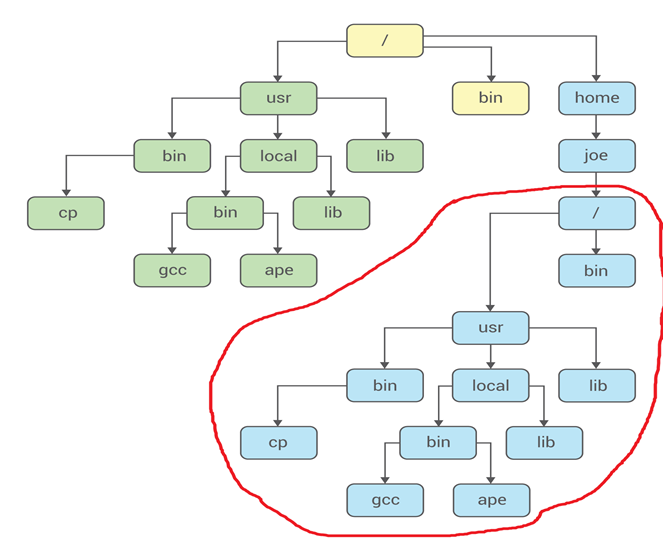 /
usr
bin
home
bin
local
lib
joe
cp
bin
lib
/
gcc
ape
bin
usr
bin
local
lib
cp
bin
lib
gcc
ape